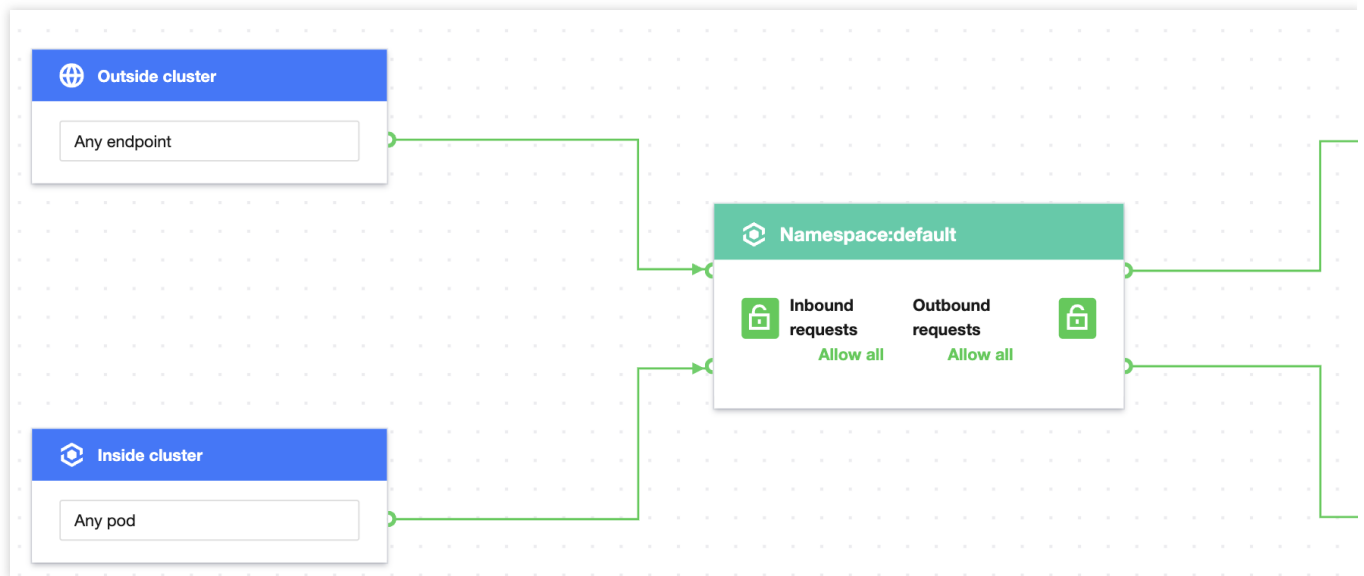 Outside cluster
Any endpoint
Namespace:default
Inbound
requests
Allow all
Outbound
requests
Allow all
Inside cluster
Any pod